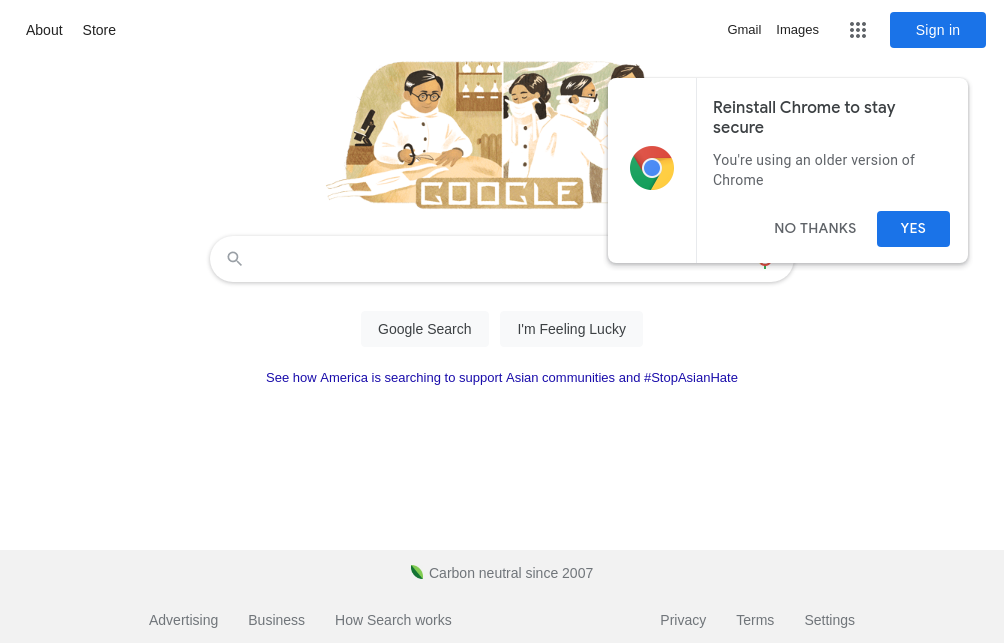 About Store Gmail Images Sign in
GOOGLE
Reinstall Chrome to stay
secure
You're using an older version of
Chrome
NO THANKS YES
Google Search I'm Feeling Lucky
See how America is searching to support Asian communities and #StopAsianHate
Carbon neutral since 2007
Advertising Business How Search works Privacy Terms Settings